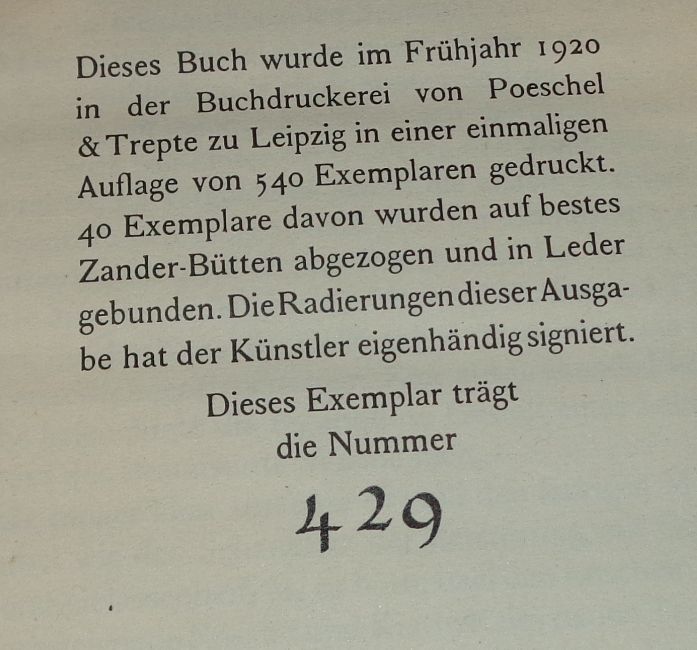 Dieses Buch wurde im Frühjahr 1920
in der Buchdruckerei von Poeschel
& Trepte zu Leipzig in einer einmaligen
Auflage von 540 Exemplaren gedruckt.
40 Exemplare davon wurden auf bestes
Zander-Bütten abgezogen und in Leder
gebunden. Die Radierungen dieser Ausga-
be hat der Künstler eigenhändig signiert.
Dieses Exemplar trägt
die Nummer
429